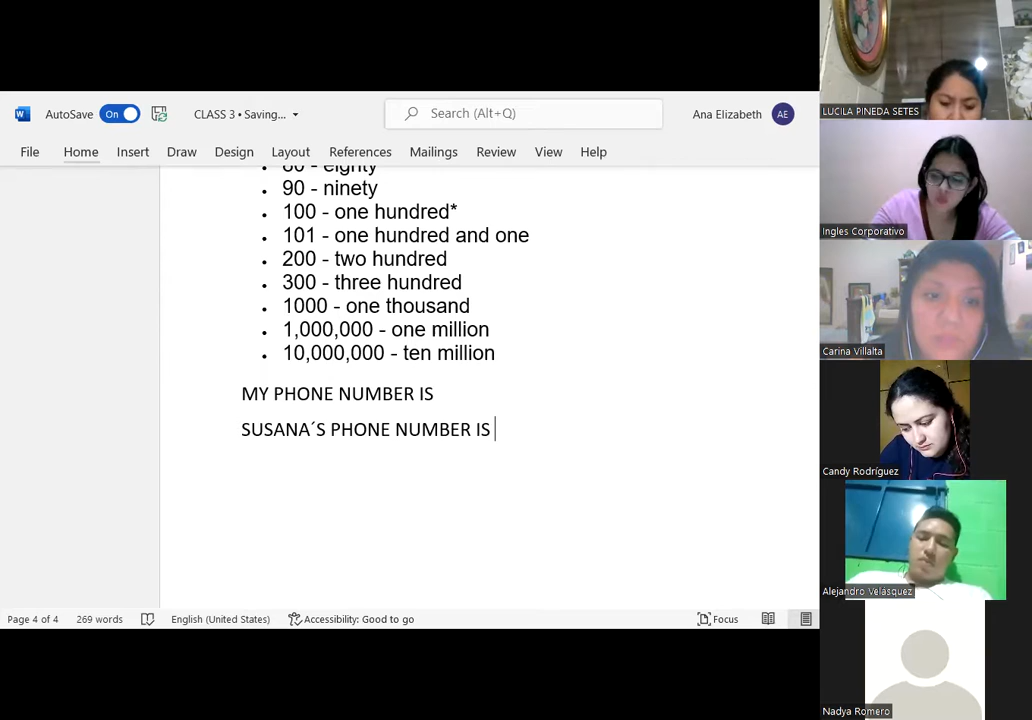 AutoSave On CLASS 3 • Saving... Search (Alt+Q) Ana Elizabeth AE
File Home Insert Draw Design Layout References Mailings Review View Help
80 - eighty
90 - ninety
100 - one hundred*
101 - one hundred and one
200 - two hundred
300 - three hundred
1000 - one thousand
1,000,000 - one million
10,000,000 - ten million
MY PHONE NUMBER IS
SUSANA´S PHONE NUMBER IS
Page 4 of 4 269 words English (United States) Accessibility: Good to go Focus
LUCILA PINEDA SETES
Ingles Corporativo
Carina Villalta
Candy Rodríguez
Alejandro Velásquez
Nadya Romero